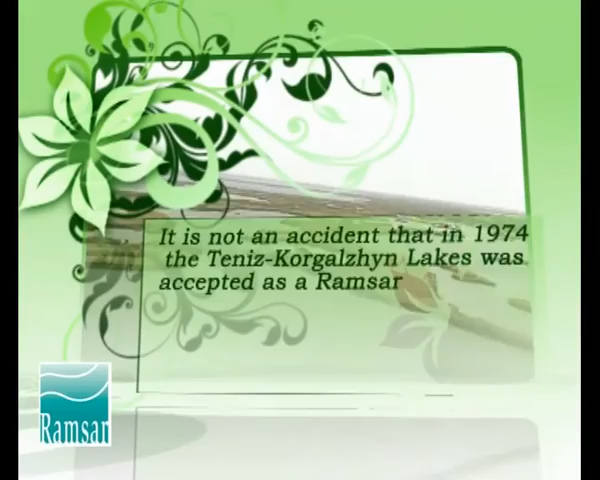 It is not an accident that in 1974
the Teniz-Korgalzhyn Lakes was
accepted as a Ramsar
Ramsar